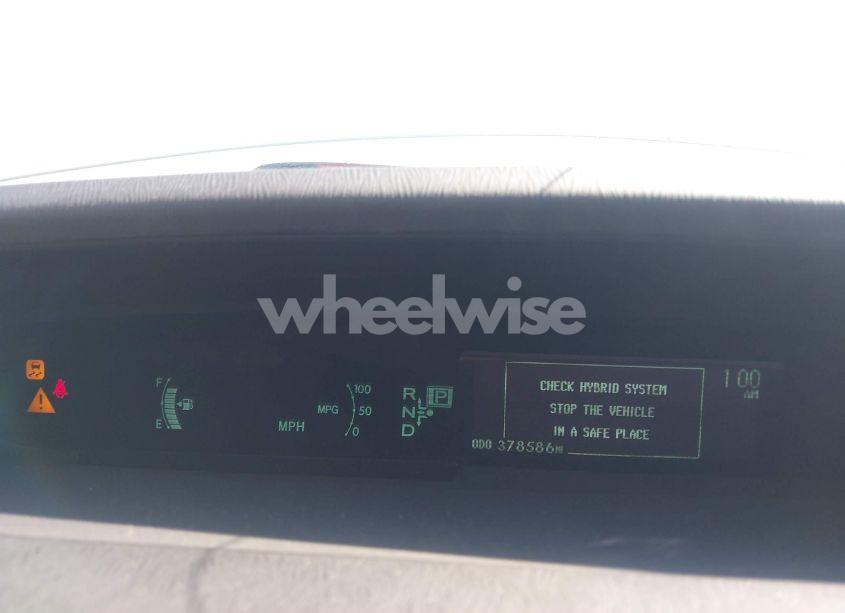 wheelwise
F
E
MPH
MPG
100
50
0
R
N
D
P
CHECK HYBRID SYSTEM
STOP THE VEHICLE
IN A SAFE PLACE
ODO 378586MI
1:00
AM